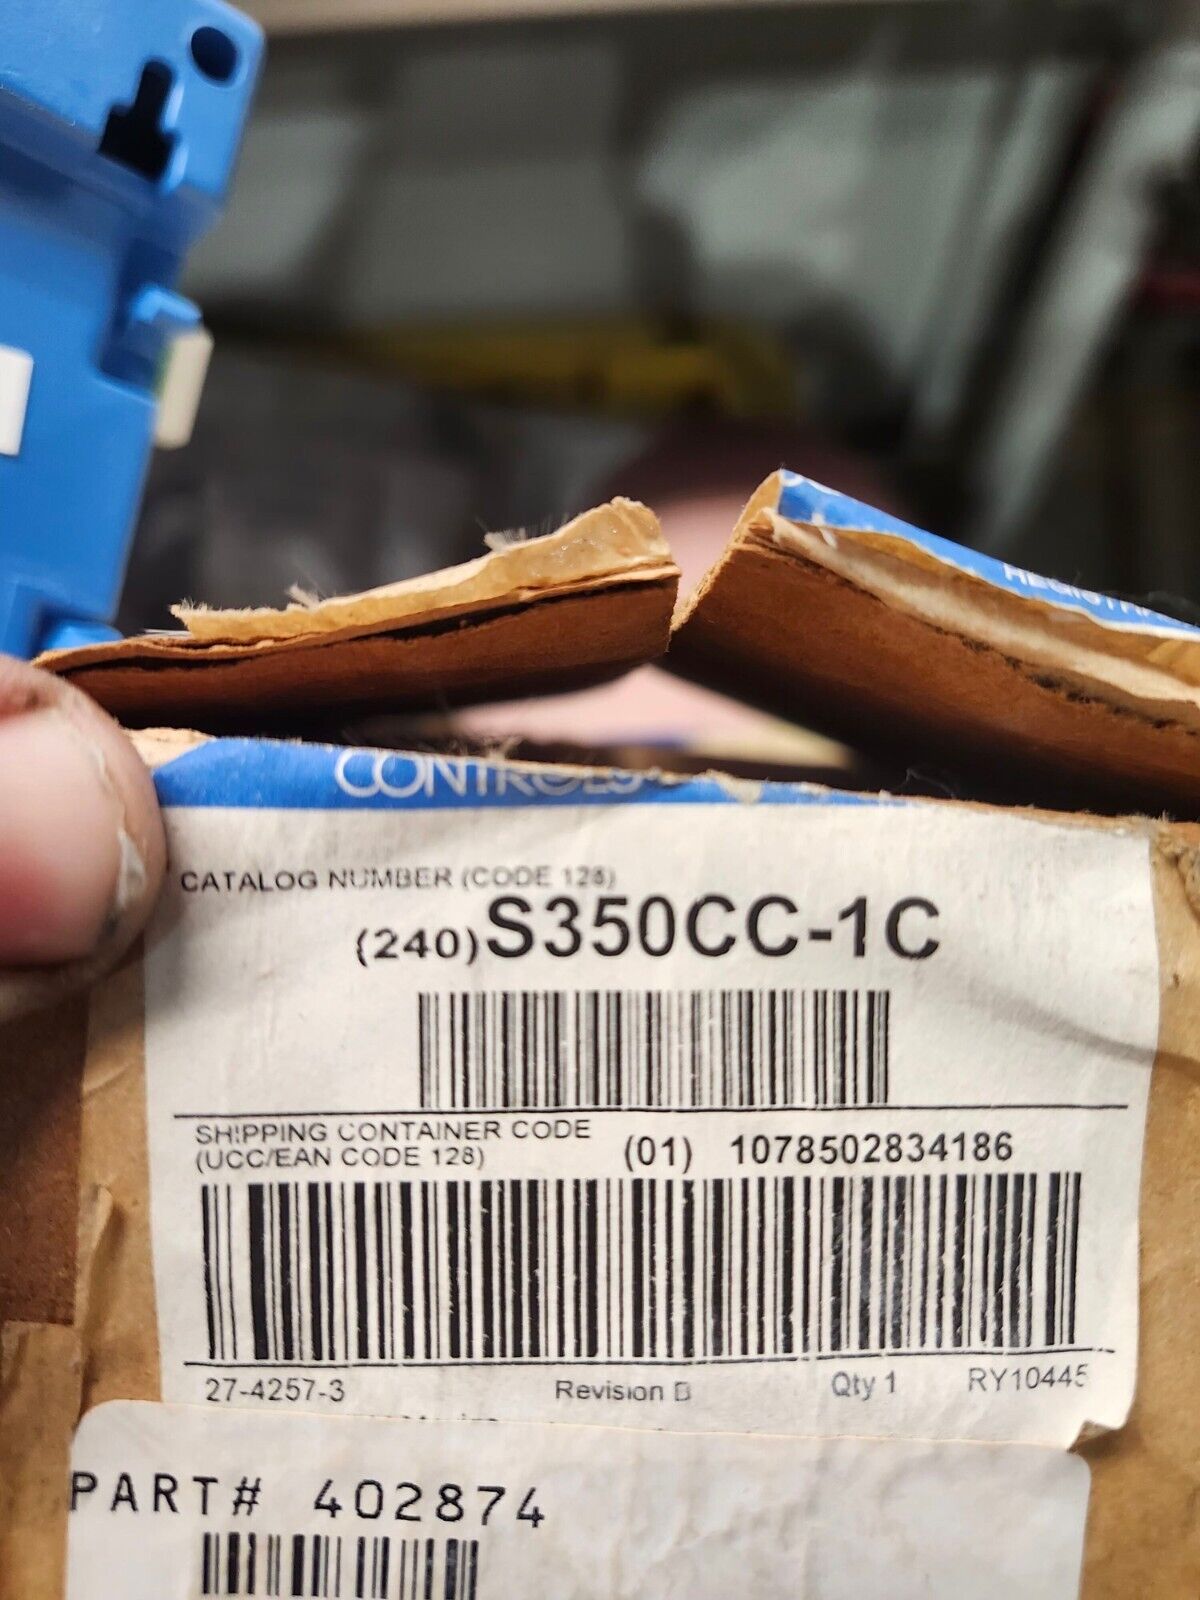 CONTROLS
CATALOG NUMBER (CODE 128)
(240)S350CC-1C
SHIPPING CONTAINER CODE
(UCC/EAN CODE 128)
(01) 1078502834186
27-4257-3 Revision B Qty 1 RY10445
PART# 402874